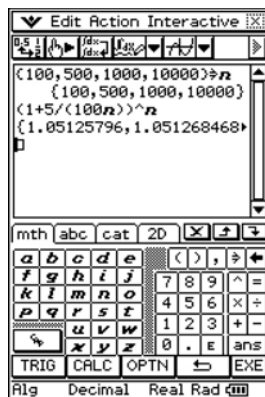 Edit Action Interactive
{100,500,1000,10000}⇒n
{100,500,1000,10000}
(1+5/(100n))^n
{1.05125796,1.051268468▸
mth abc cat 2D
a b c d e ( ) , ⇒ ←
f g h i j 7 8 9 ^ =
k l m n o 4 5 6 × ÷
p q r s t 1 2 3 + −
u v w
x y z 0 . E ans
TRIG CALC OPTN EXE
Alg Decimal Real Rad